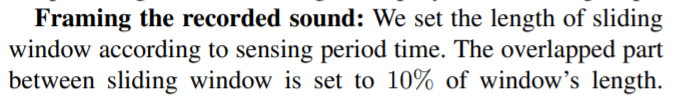 Framing the recorded sound: We set the length of sliding
window according to sensing period time. The overlapped part
between sliding window is set to 10% of window's length.